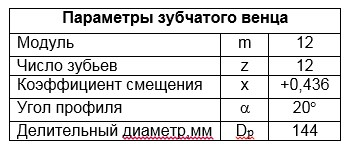 Параметры зубчатого венца
Модуль m 12
Число зубьев z 12
Коэффициент смещения x +0,436
Угол профиля α 20°
Делительный диаметр,мм Dp 144